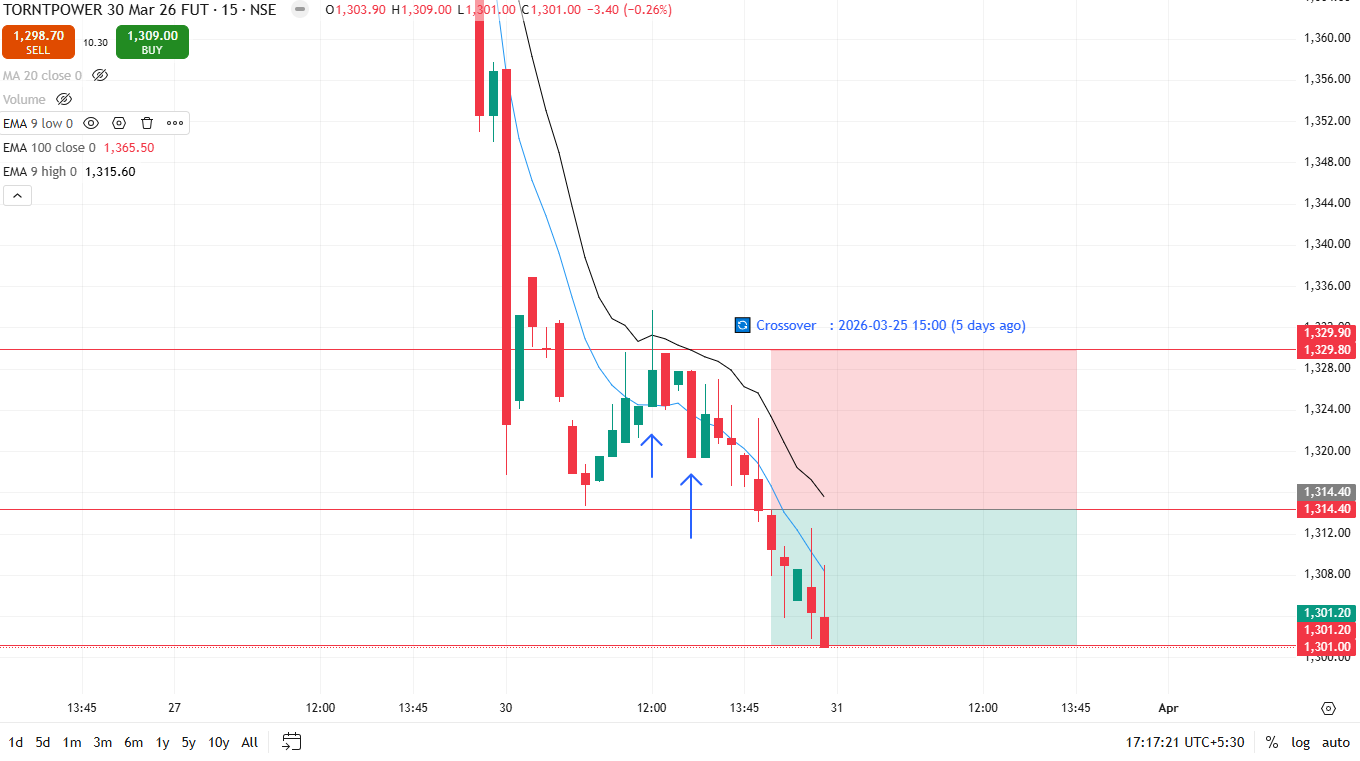 TORNTPOWER 30 Mar 26 FUT · 15 · NSE O1,303.90 H1,309.00 L1,301.00 C1,301.00 −3.40 (−0.26%)
1,298.70 SELL
10.30
1,309.00 BUY
MA 20 close 0
Volume
EMA 9 low 0
EMA 100 close 0 1,365.50
EMA 9 high 0 1,315.60
Crossover : 2026-03-25 15:00 (5 days ago)
1,360.00
1,356.00
1,352.00
1,348.00
1,344.00
1,340.00
1,336.00
1,329.90
1,329.80
1,328.00
1,324.00
1,320.00
1,314.40
1,314.40
1,312.00
1,308.00
1,301.20
1,301.20
1,301.00
1,300.00
13:45 27 12:00 13:45 30 12:00 13:45 31 12:00 13:45 Apr
1d 5d 1m 3m 6m 1y 5y 10y All 17:17:21 UTC+5:30 % log auto